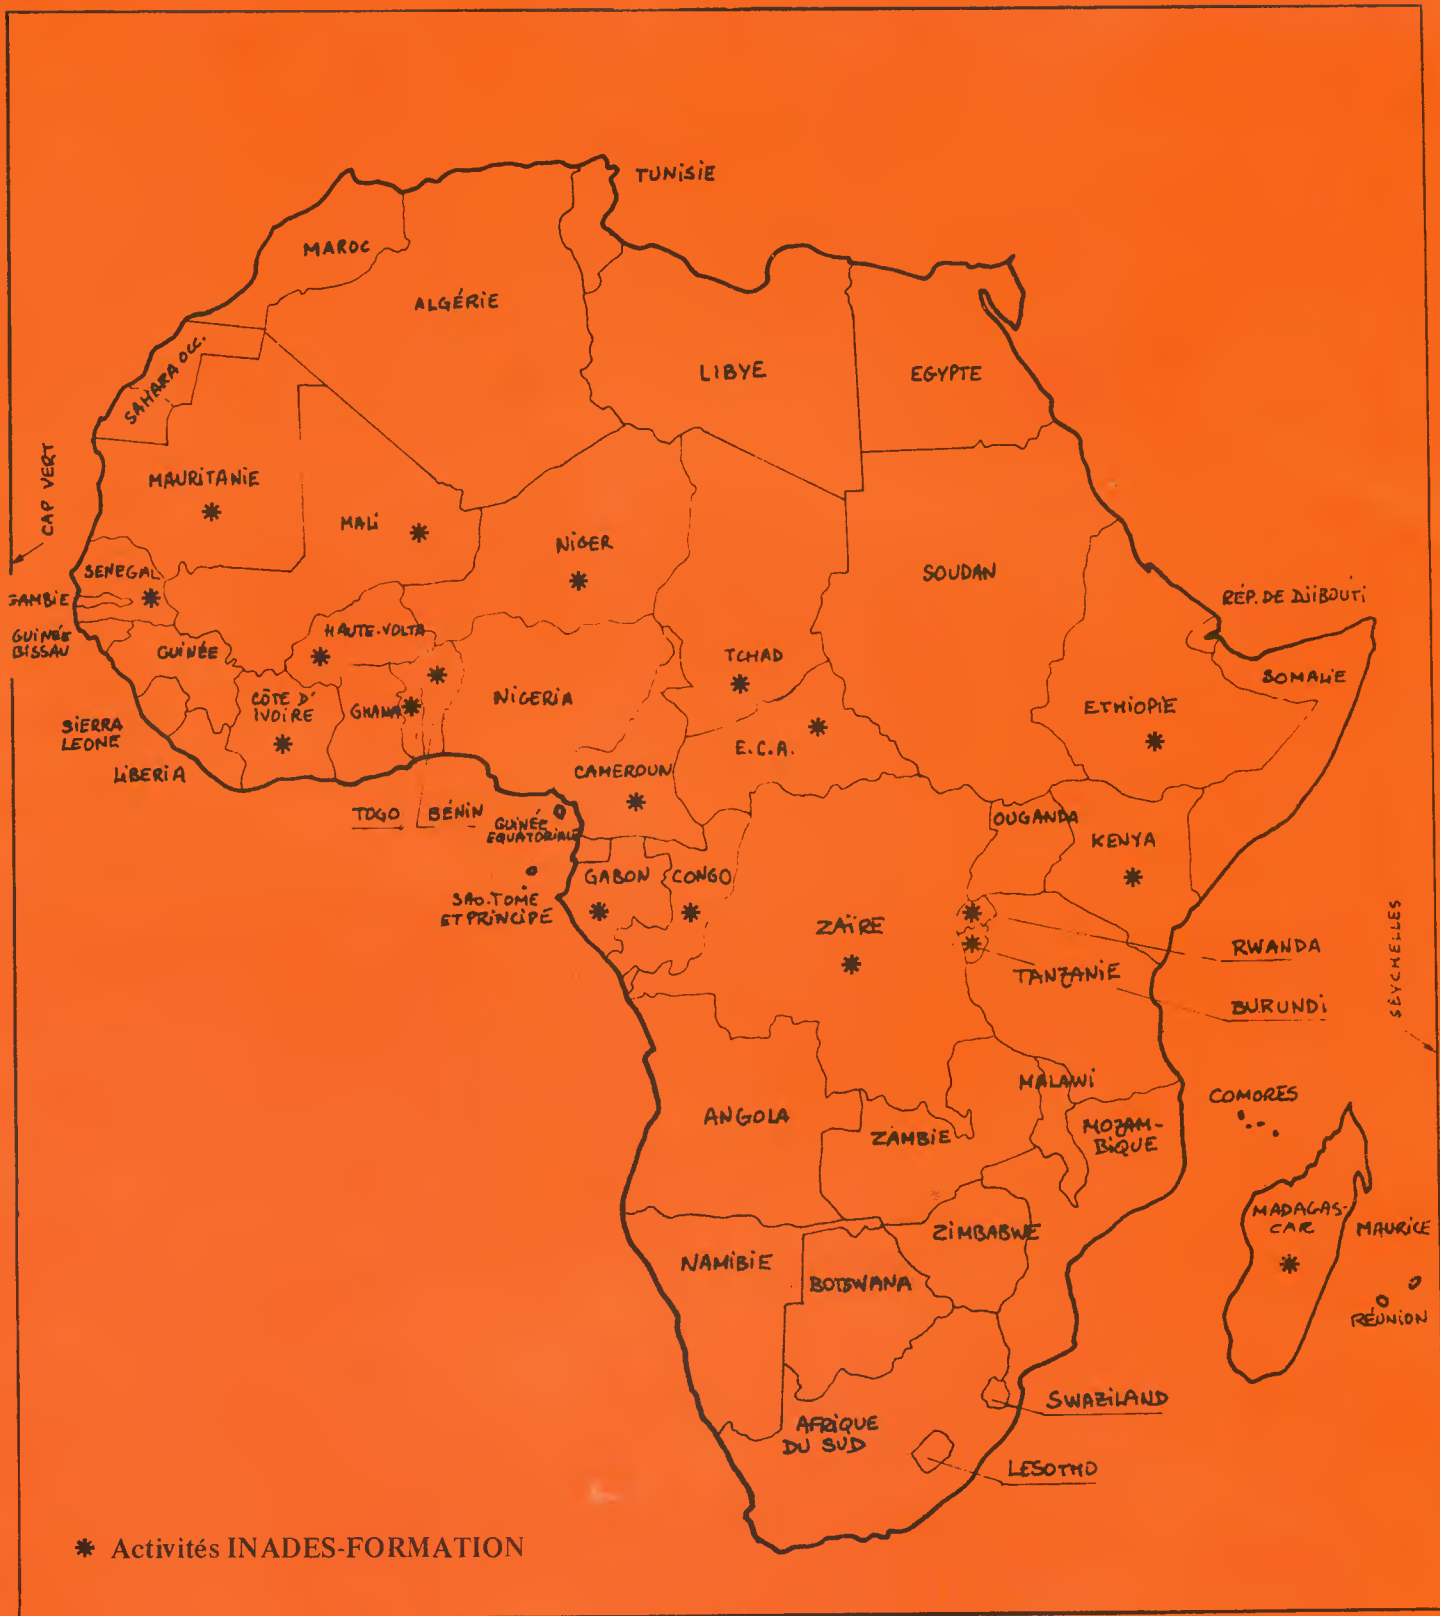 TUNISIE
MAROC
ALGÉRIE
LIBYE
EGYPTE
SAHARA OCC.
CAP VERT
MAURITANIE
MALI
NIGER
SOUDAN
SENEGAL
GAMBIE
RÉP. DE DJIBOUTI
GUINÉE
BISSAU
GUINÉE
HAUTE-VOLTA
TCHAD
SOMALIE
CÔTE D'
IVOIRE
GHANA
NIGERIA
ETHIOPIE
SIERRA
LEONE
E.C.A.
LIBERIA
CAMEROUN
TOGO
BÉNIN
GUINÉE
EQUATORIALE
OUGANDA
KENYA
GABON
CONGO
SAO.TOME
ET PRINCIPE
ZAÏRE
RWANDA
TANZANIE
BURUNDI
SÉYCHELLES
MALAWI
COMORES
ANGOLA
ZAMBIE
MOZAM-
BIQUE
MADAGAS-
CAR
MAURICE
ZIMBABWE
NAMIBIE
BOTSWANA
RÉUNION
SWAZILAND
AFRIQUE
DU SUD
LESOTHO
* Activités INADES-FORMATION